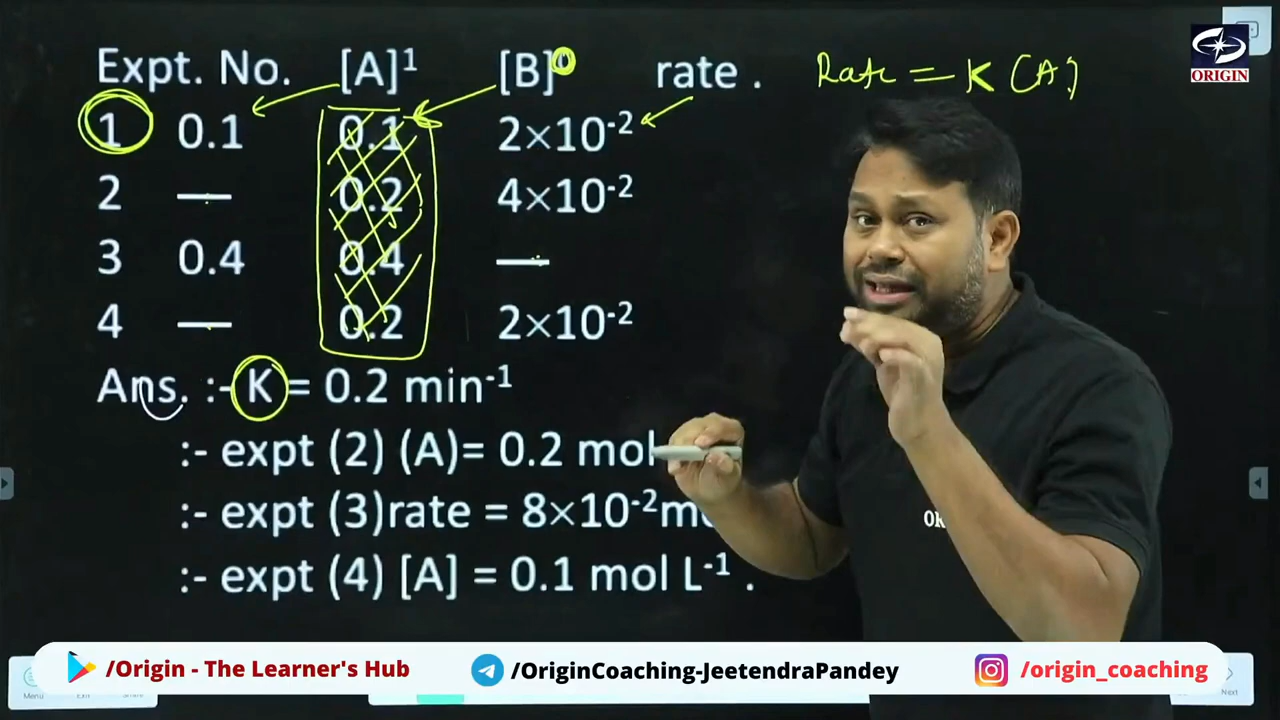 Expt. No. [A]¹ [B]⁰ rate . Rate = K (A)
1 0.1 0.1 2×10⁻²
2 — 0.2 4×10⁻²
3 0.4 0.4 —
4 — 0.2 2×10⁻²
Ans. :- K = 0.2 min⁻¹
:- expt (2) (A)= 0.2 mol
:- expt (3)rate = 8×10⁻²
:- expt (4) [A] = 0.1 mol L⁻¹ .
ORIGIN
/Origin - The Learner's Hub
/OriginCoaching-JeetendraPandey
/origin_coaching
Menu
Next